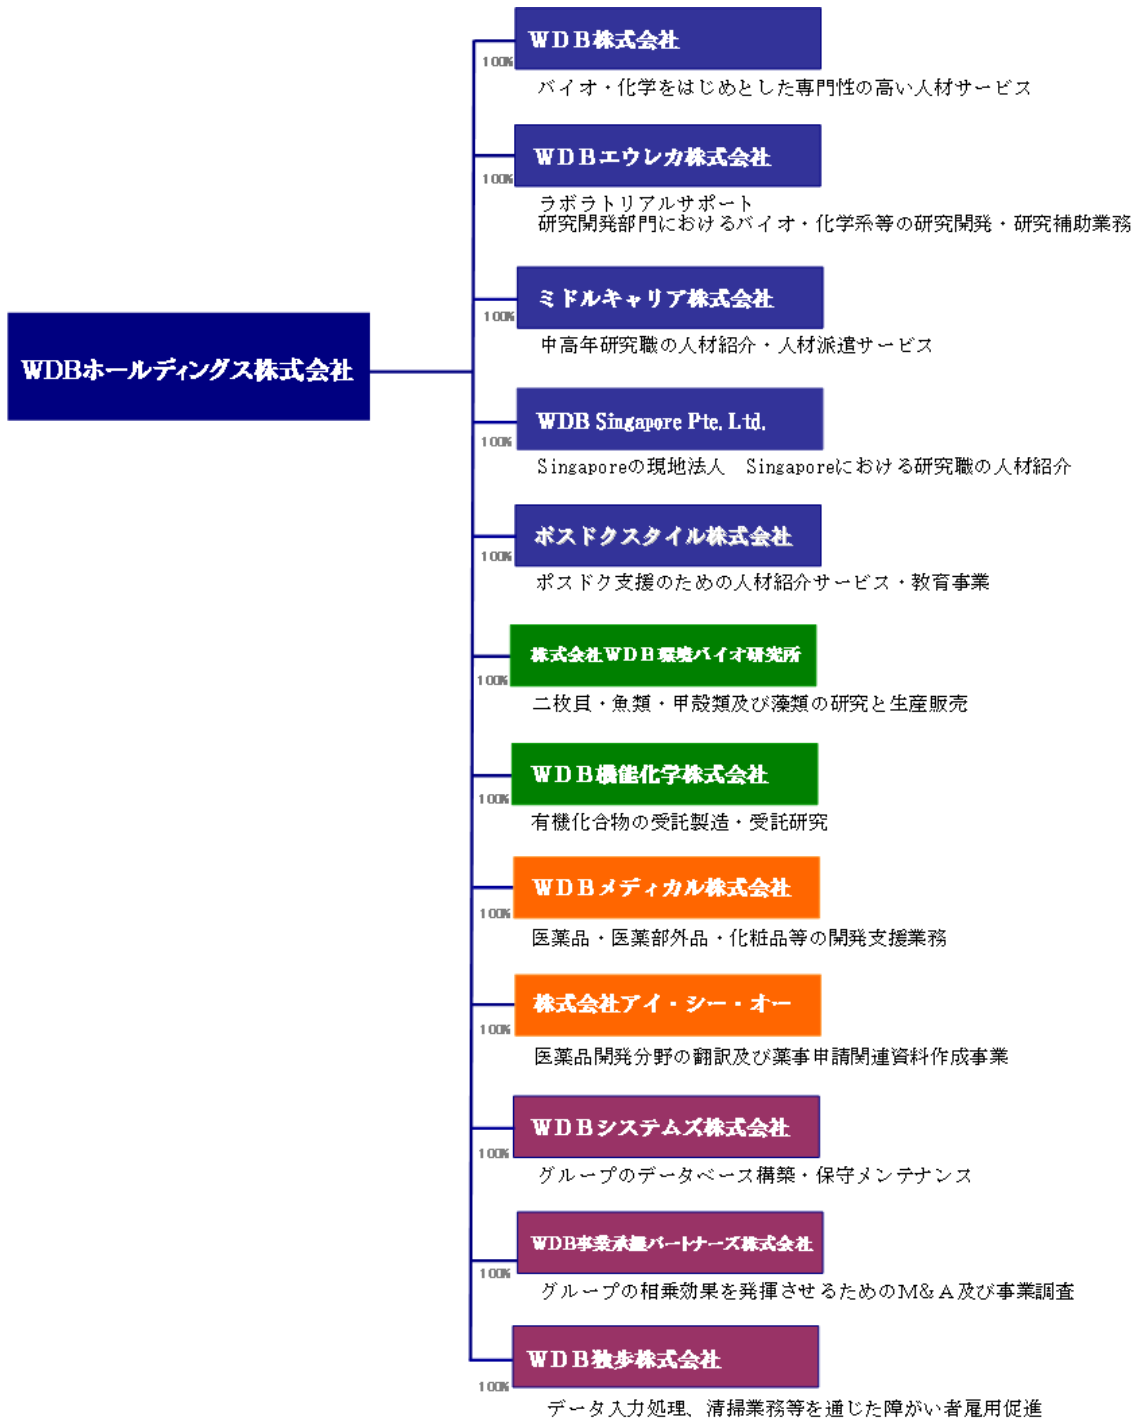 WDB株式会社
100%
バイオ・化学をはじめとした専門性の高い人材サービス
WDBエウレカ株式会社
100%
ラボラトリアルサポート
研究開発部門におけるバイオ・化学系等の研究開発・研究補助業務
ミドルキャリア株式会社
100%
中高年研究職の人材紹介・人材派遣サービス
WDBホールディングス株式会社
WDB Singapore Pte. Ltd.
100%
Singaporeの現地法人　Singaporeにおける研究職の人材紹介
ポスドクスタイル株式会社
100%
ポスドク支援のための人材紹介サービス・教育事業
株式会社WDB環境バイオ研究所
100%
二枚貝・魚類・甲殻類及び藻類の研究と生産販売
WDB機能化学株式会社
100%
有機化合物の受託製造・受託研究
WDBメディカル株式会社
100%
医薬品・医薬部外品・化粧品等の開発支援業務
株式会社アイ・シー・オー
100%
医薬品開発分野の翻訳及び薬事申請関連資料作成事業
WDBシステムズ株式会社
100%
グループのデータベース構築・保守メンテナンス
WDB事業承継パートナーズ株式会社
100%
グループの相乗効果を発揮させるためのM&A及び事業調査
WDB独歩株式会社
100%
データ入力処理、清掃業務等を通じた障がい者雇用促進